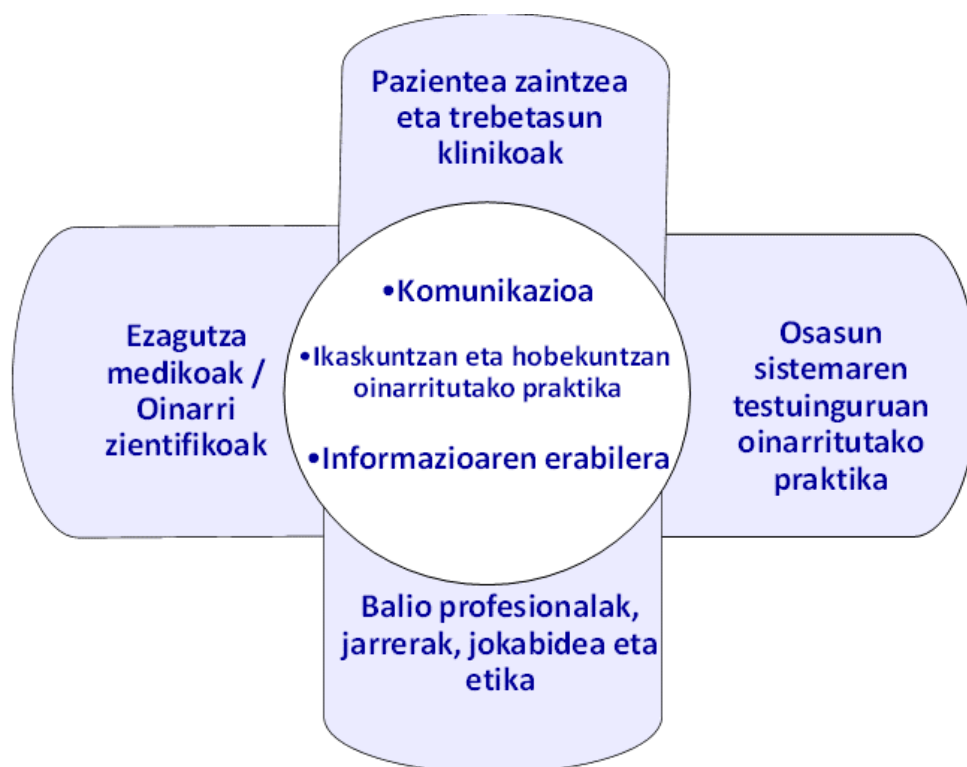 Pazientea zaintzea
eta trebetasun
klinikoak
Ezagutza
medikoak /
Oinarri
zientifikoak
•Komunikazioa
•Ikaskuntzan eta hobekuntzan
oinarritutako praktika
•Informazioaren erabilera
Osasun
sistemaren
testuinguruan
oinarritutako
praktika
Balio profesionalak,
jarrerak, jokabidea eta
etika